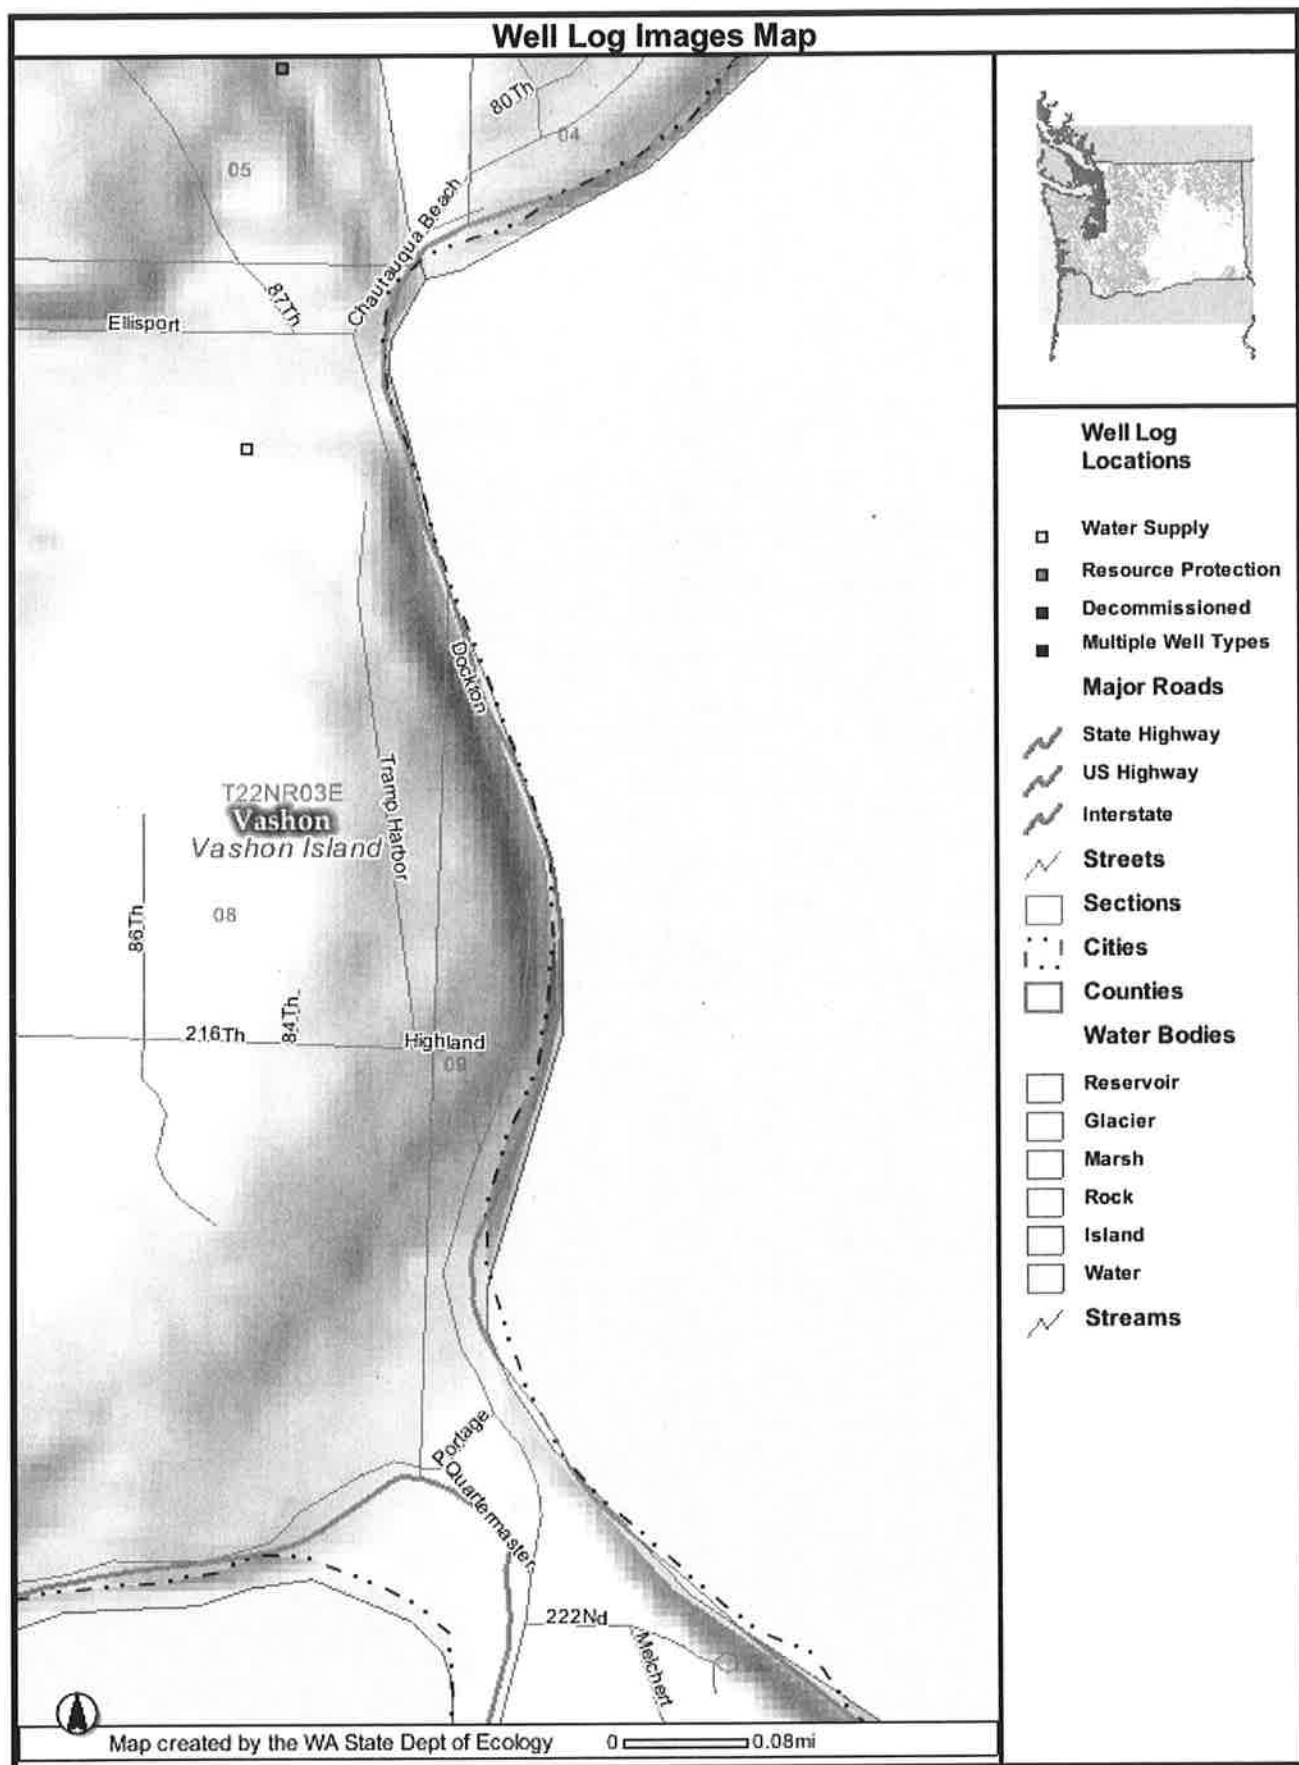 Well Log Images Map
80Th
04
05
Chautauqua Beach
87Th
Ellisport
Dockton
Tramp Harbor
T22NR03E
Vashon
Vashon Island
08
86Th
84Th
216Th
Highland
09
Portage
Quartermaster
222Nd
Melchert
Map created by the WA State Dept of Ecology
0 0.08mi
Well Log
Locations
Water Supply
Resource Protection
Decommissioned
Multiple Well Types
Major Roads
State Highway
US Highway
Interstate
Streets
Sections
Cities
Counties
Water Bodies
Reservoir
Glacier
Marsh
Rock
Island
Water
Streams